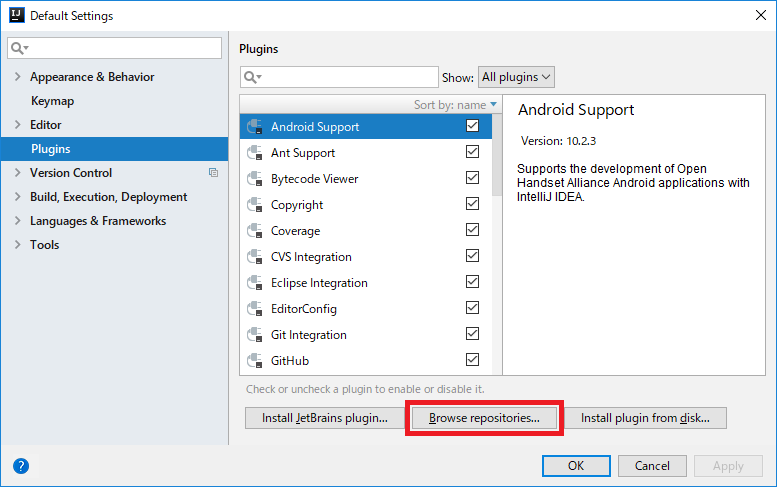 IJ
Default Settings
Appearance & Behavior
Keymap
Editor
Plugins
Version Control
Build, Execution, Deployment
Languages & Frameworks
Tools
Plugins
Show: All plugins
Sort by: name
Android Support
Ant Support
Bytecode Viewer
Copyright
Coverage
CVS Integration
Eclipse Integration
EditorConfig
Git Integration
GitHub
Android Support
Version: 10.2.3
Supports the development of Open
Handset Alliance Android applications with
IntelliJ IDEA.
Check or uncheck a plugin to enable or disable it.
Install JetBrains plugin... Browse repositories... Install plugin from disk...
? OK Cancel Apply